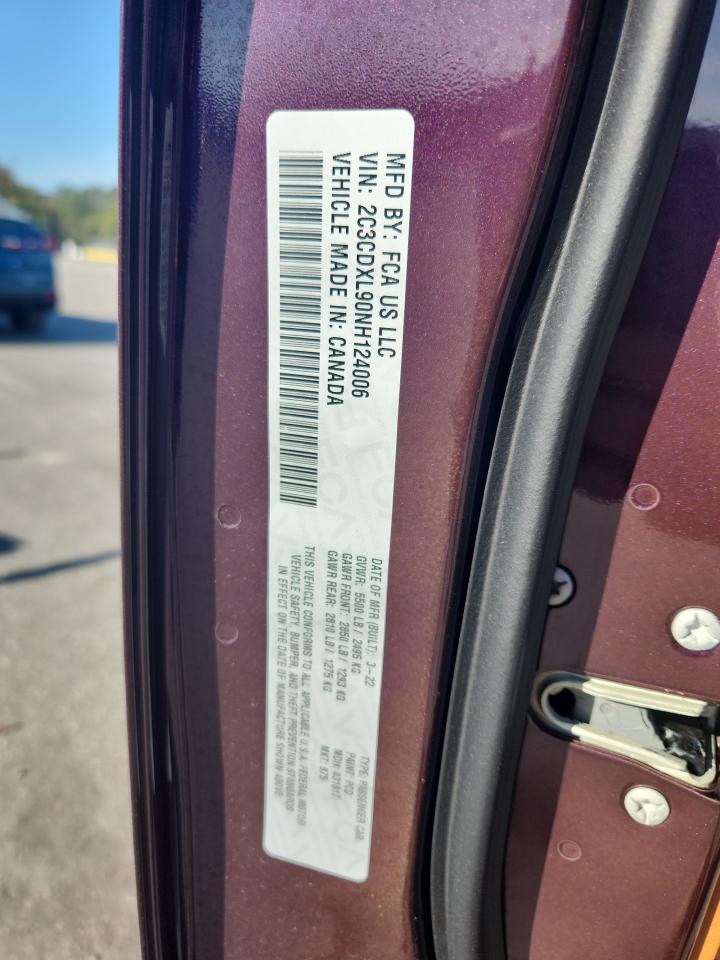 MFD BY: FCA US LLC
VIN: 2C3CDXL90NH124006
VEHICLE MADE IN: CANADA
DATE OF MFR (BUILT): 3-22
GVWR: 5500 LB / 2495 KG
GAWR FRONT: 2850 LB / 1293 KG
GAWR REAR: 2810 LB / 1275 KG
THIS VEHICLE CONFORMS TO ALL APPLICABLE U.S.A. FEDERAL MOTOR
VEHICLE SAFETY, BUMPER, AND THEFT PREVENTION STANDARDS
IN EFFECT ON THE DATE OF MANUFACTURE SHOWN ABOVE
TYPE: PASSENGER CAR
PAINT:
MDH:
MKT: